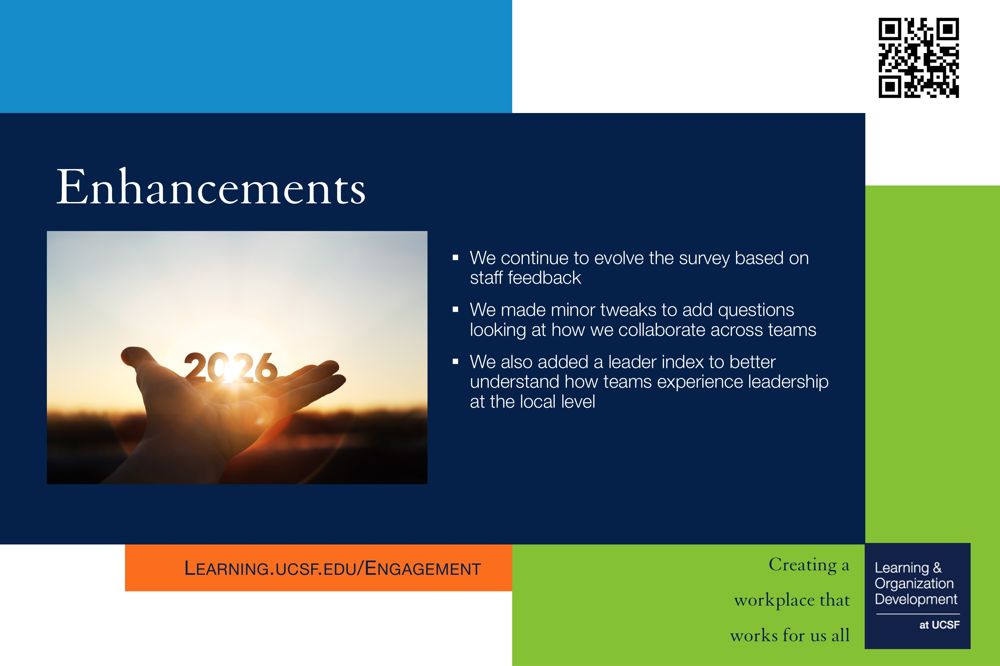 Enhancements
2026
▪ We continue to evolve the survey based on
staff feedback
▪ We made minor tweaks to add questions
looking at how we collaborate across teams
▪ We also added a leader index to better
understand how teams experience leadership
at the local level
LEARNING.UCSF.EDU/ENGAGEMENT
Creating a
workplace that
works for us all
Learning &
Organization
Development
at UCSF